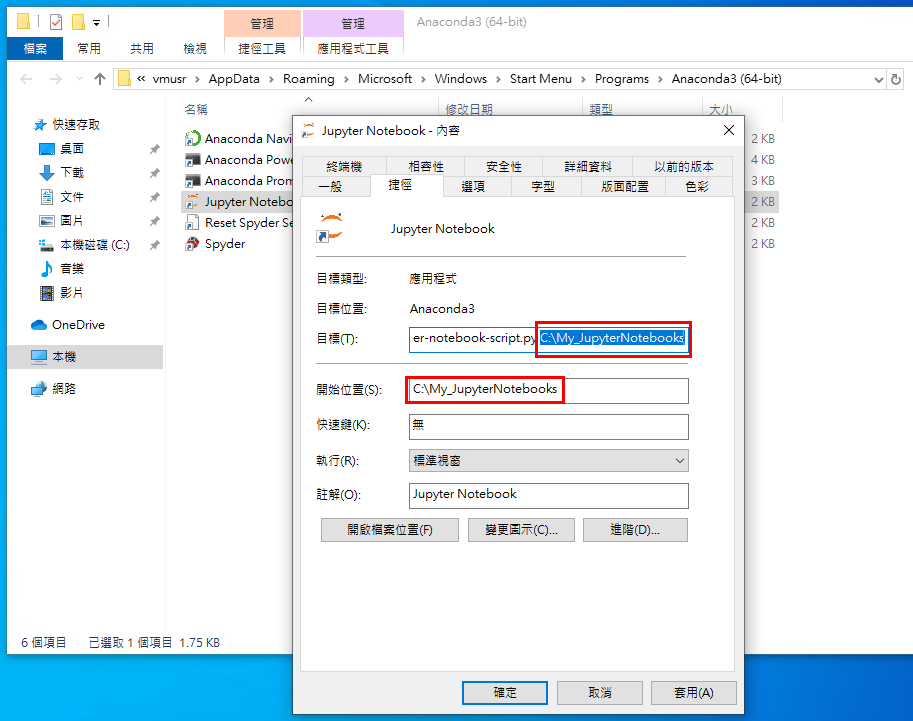 管理 管理 Anaconda3 (64-bit)
檔案 常用 共用 檢視 捷徑工具 應用程式工具
« vmusr › AppData › Roaming › Microsoft › Windows › Start Menu › Programs › Anaconda3 (64-bit)
快速存取
桌面
下載
文件
圖片
本機磁碟 (C:)
音樂
影片
OneDrive
本機
網路
名稱 修改日期 類型 大小
Anaconda Navi 2 KB
Anaconda Powe 4 KB
Anaconda Prom 3 KB
Jupyter Notebo 2 KB
Reset Spyder Se 2 KB
Spyder 2 KB
Jupyter Notebook - 內容
終端機 相容性 安全性 詳細資料 以前的版本
一般 捷徑 選項 字型 版面配置 色彩
Jupyter Notebook
目標類型: 應用程式
目標位置: Anaconda3
目標(T): er-notebook-script.py C:\My_JupyterNotebooks
開始位置(S): C:\My_JupyterNotebooks
快速鍵(K): 無
執行(R): 標準視窗
註解(O): Jupyter Notebook
開啟檔案位置(F) 變更圖示(C)... 進階(D)...
確定 取消 套用(A)
6 個項目 已選取 1 個項目 1.75 KB